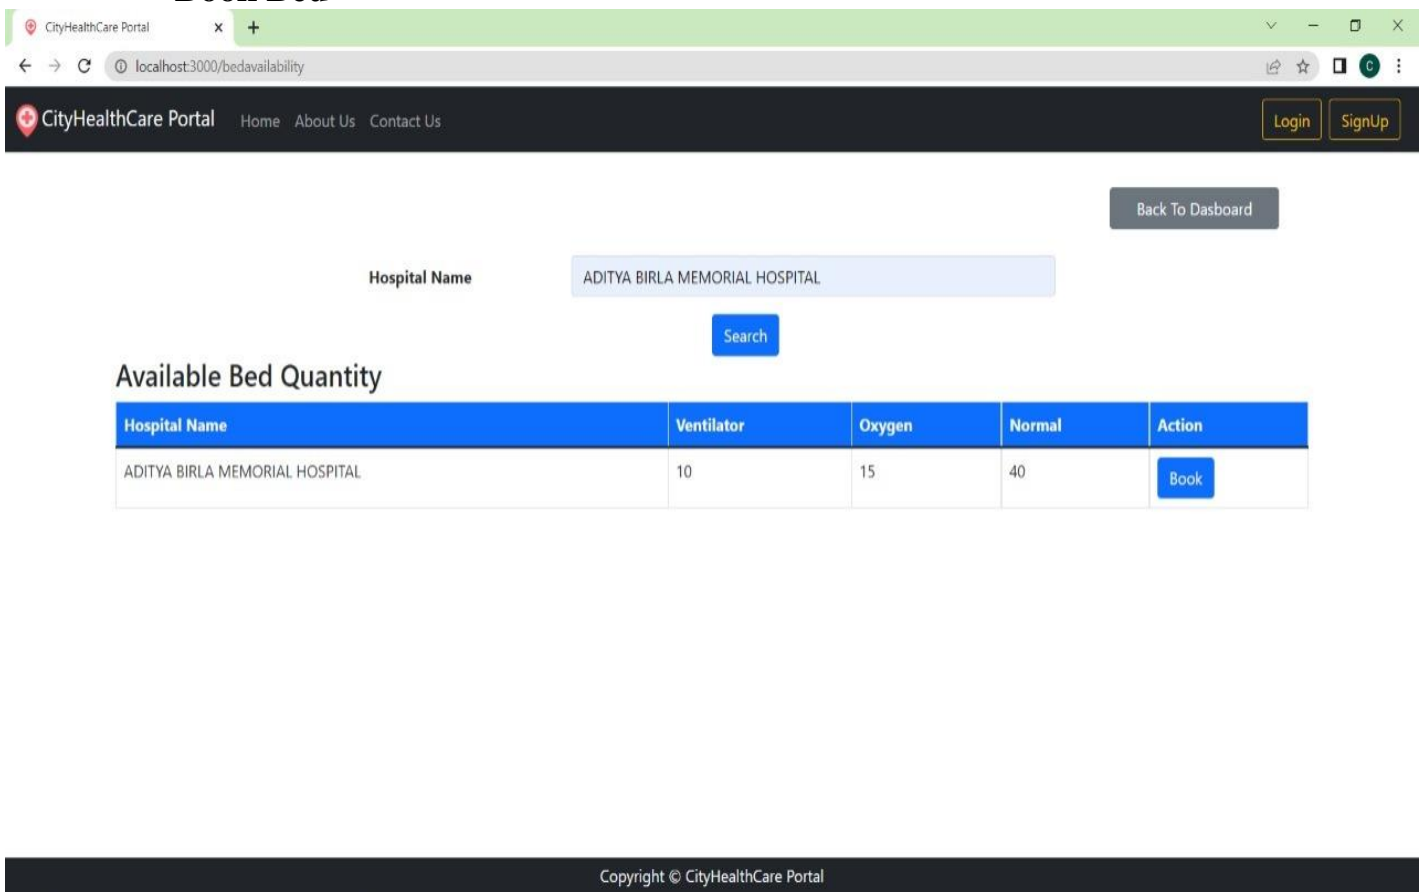 Book Bed
CityHealthCare Portal
localhost:3000/bedavailability
C
CityHealthCare Portal Home About Us Contact Us Login SignUp
Back To Dasboard
Hospital Name ADITYA BIRLA MEMORIAL HOSPITAL
Search
Available Bed Quantity
Hospital Name Ventilator Oxygen Normal Action
ADITYA BIRLA MEMORIAL HOSPITAL 10 15 40 Book
Copyright © CityHealthCare Portal